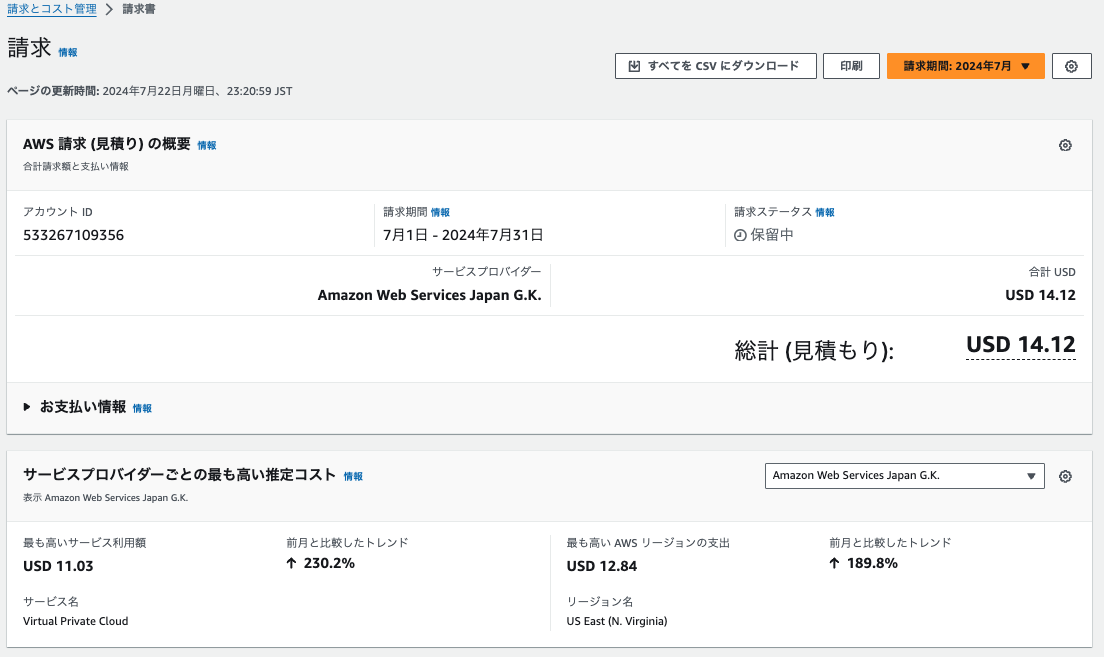 請求とコスト管理 > 請求書
請求 情報
すべてを CSV にダウンロード 印刷 請求期間: 2024年7月 ▼
ページの更新時間: 2024年7月22日月曜日、23:20:59 JST
AWS 請求 (見積り) の概要 情報
合計請求額と支払い情報
アカウント ID 請求期間 情報 請求ステータス 情報
533267109356 7月1日 - 2024年7月31日 保留中
サービスプロバイダー 合計 USD
Amazon Web Services Japan G.K. USD 14.12
総計 (見積もり): USD 14.12
お支払い情報 情報
サービスプロバイダーごとの最も高い推定コスト 情報 Amazon Web Services Japan G.K.
表示 Amazon Web Services Japan G.K.
最も高いサービス利用額 前月と比較したトレンド 最も高い AWS リージョンの支出 前月と比較したトレンド
USD 11.03 ↑ 230.2% USD 12.84 ↑ 189.8%
サービス名 リージョン名
Virtual Private Cloud US East (N. Virginia)